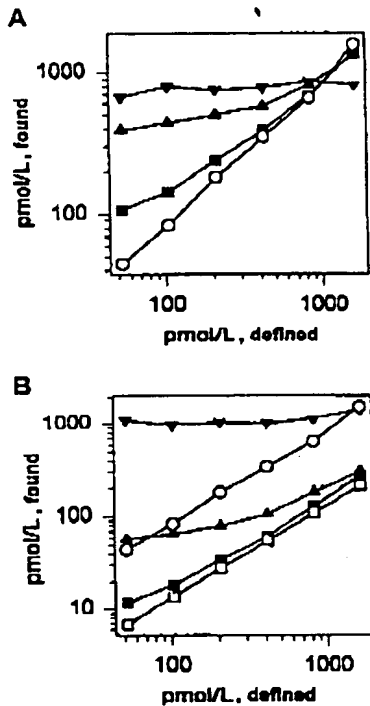 A
1000
100
pmol/L, found
100 1000
pmol/L, defined
B
1000
100
10
pmol/L, found
100 1000
pmol/L, defined